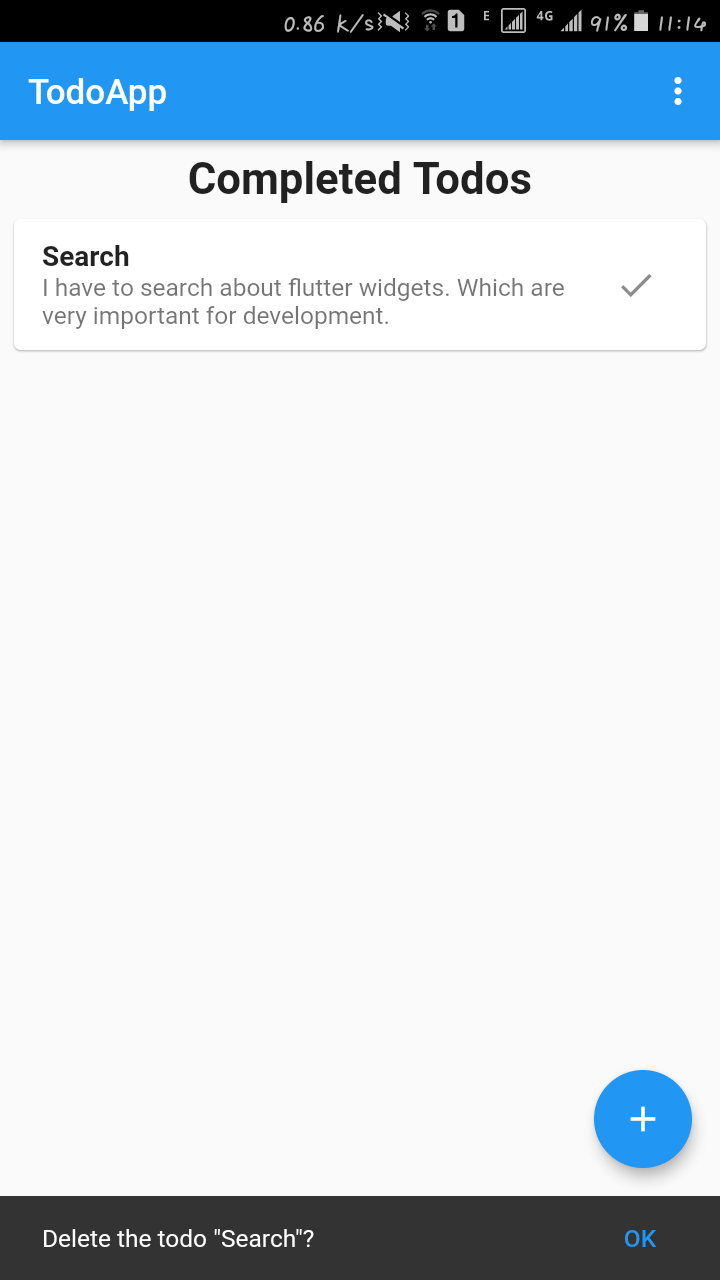 0.86 K/s 1 E 4G 91% 11:14
TodoApp
Completed Todos
Search
I have to search about flutter widgets. Which are
very important for development.
+
Delete the todo "Search"? OK